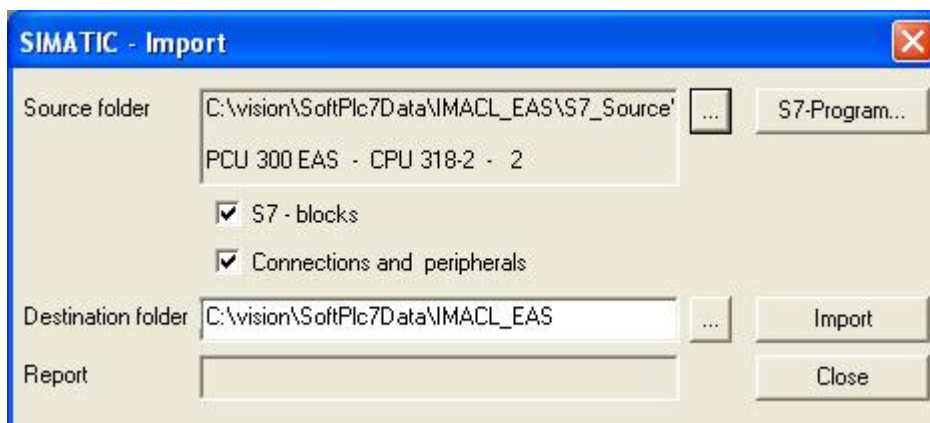 SIMATIC - Import
Source folder C:\vision\SoftPlc7Data\IMACL_EAS\S7_Source' ... S7-Program...
PCU 300 EAS - CPU 318-2 - 2
S7 - blocks
Connections and peripherals
Destination folder C:\vision\SoftPlc7Data\IMACL_EAS ... Import
Report Close